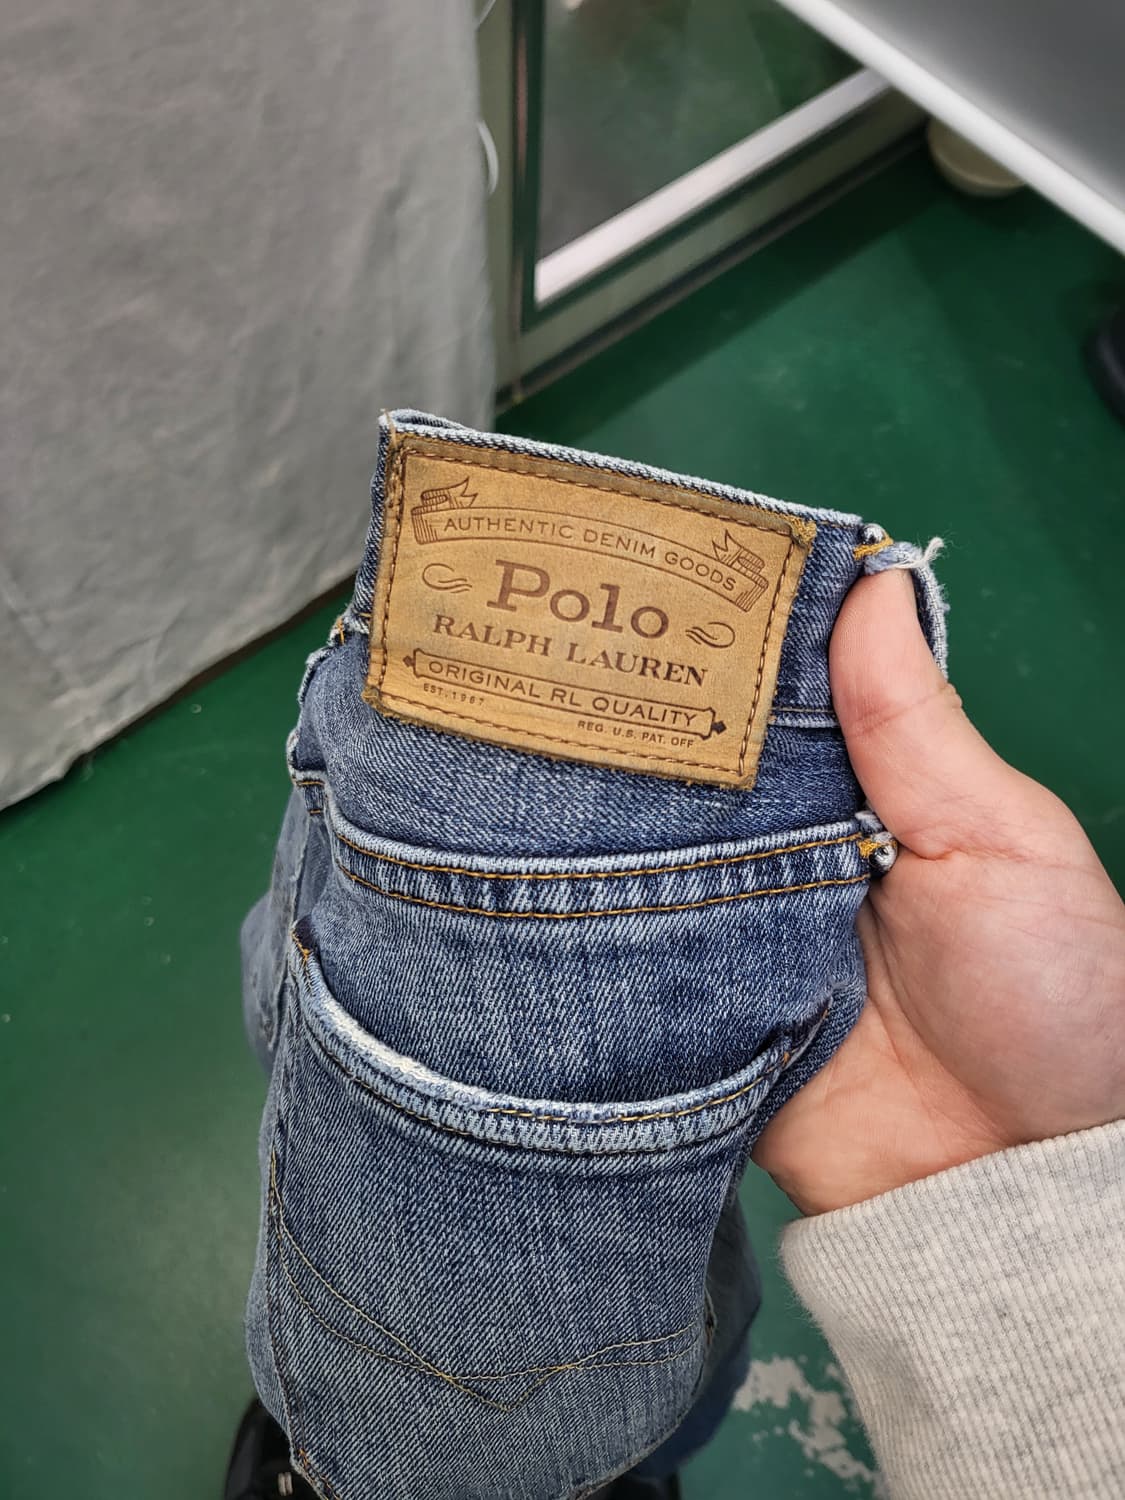 AUTHENTIC DENIM GOODS
Polo
RALPH LAUREN
ORIGINAL RL QUALITY
EST. 1967
REG. U.S. PAT. OFF